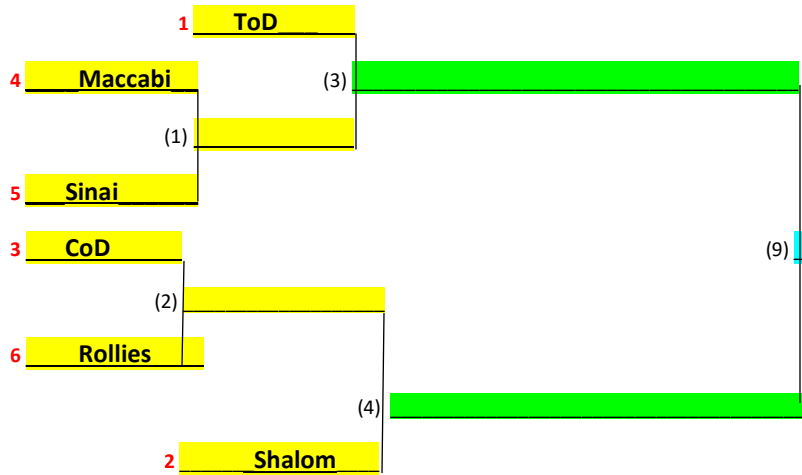 1 ToD
4 Maccabi
(3)
(1)
5 Sinai
3 CoD
(9)
(2)
6 Rollies
(4)
2 Shalom